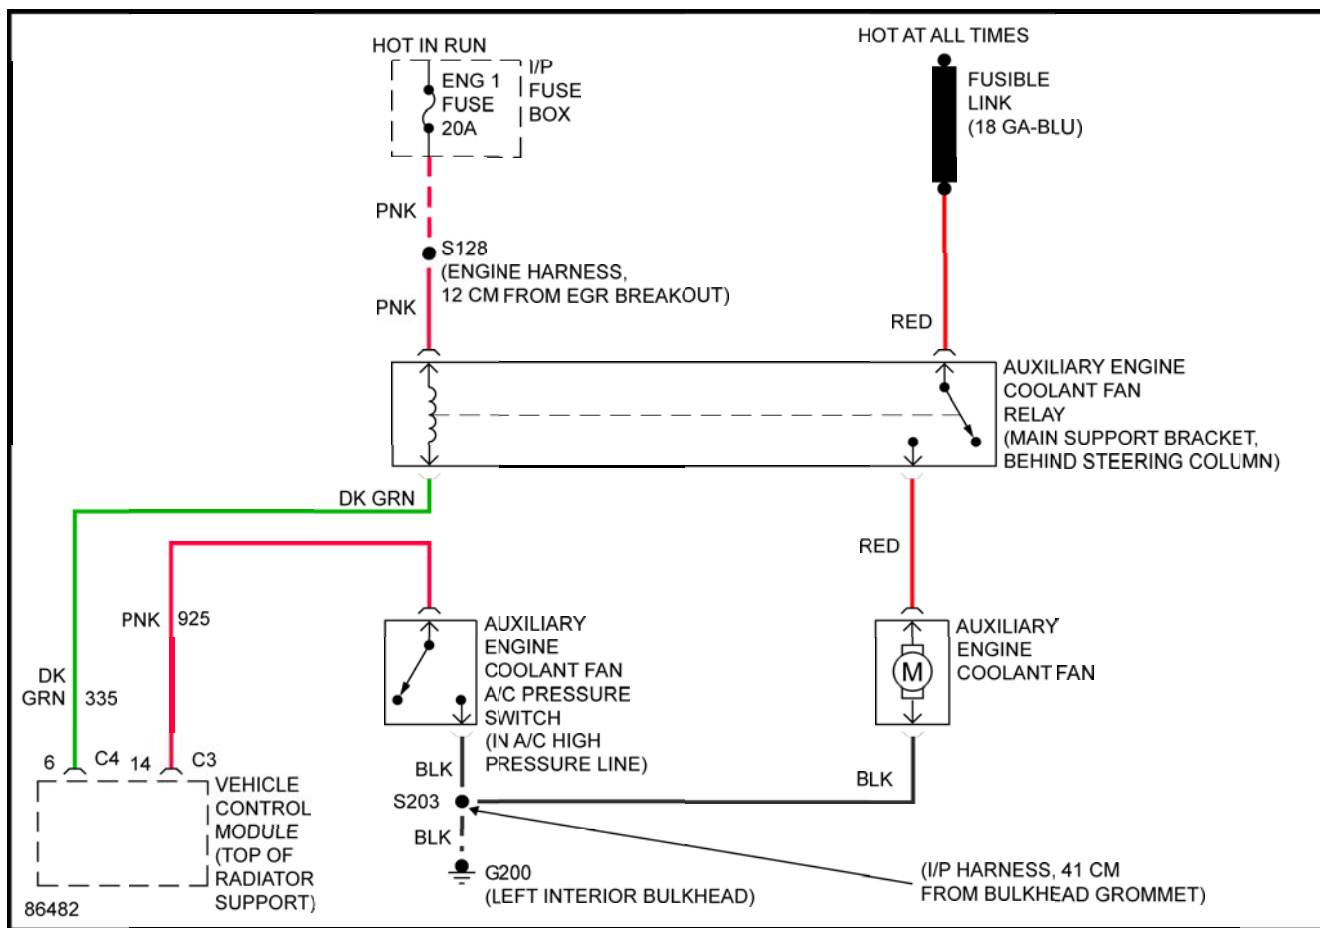 HOT IN RUN
ENG 1
FUSE
20A
I/P
FUSE
BOX
HOT AT ALL TIMES
FUSIBLE
LINK
(18 GA-BLU)
PNK
S128
(ENGINE HARNESS,
12 CM FROM EGR BREAKOUT)
PNK
RED
AUXILIARY ENGINE
COOLANT FAN
RELAY
(MAIN SUPPORT BRACKET,
BEHIND STEERING COLUMN)
DK GRN
RED
PNK 925
AUXILIARY
ENGINE
COOLANT FAN
A/C PRESSURE
SWITCH
(IN A/C HIGH
PRESSURE LINE)
M
AUXILIARY
ENGINE
COOLANT FAN
DK
GRN 335
6 C4 14 C3
VEHICLE
CONTROL
MODULE
(TOP OF
RADIATOR
SUPPORT)
BLK
BLK
S203
BLK
G200
(LEFT INTERIOR BULKHEAD)
(I/P HARNESS, 41 CM
FROM BULKHEAD GROMMET)
86482